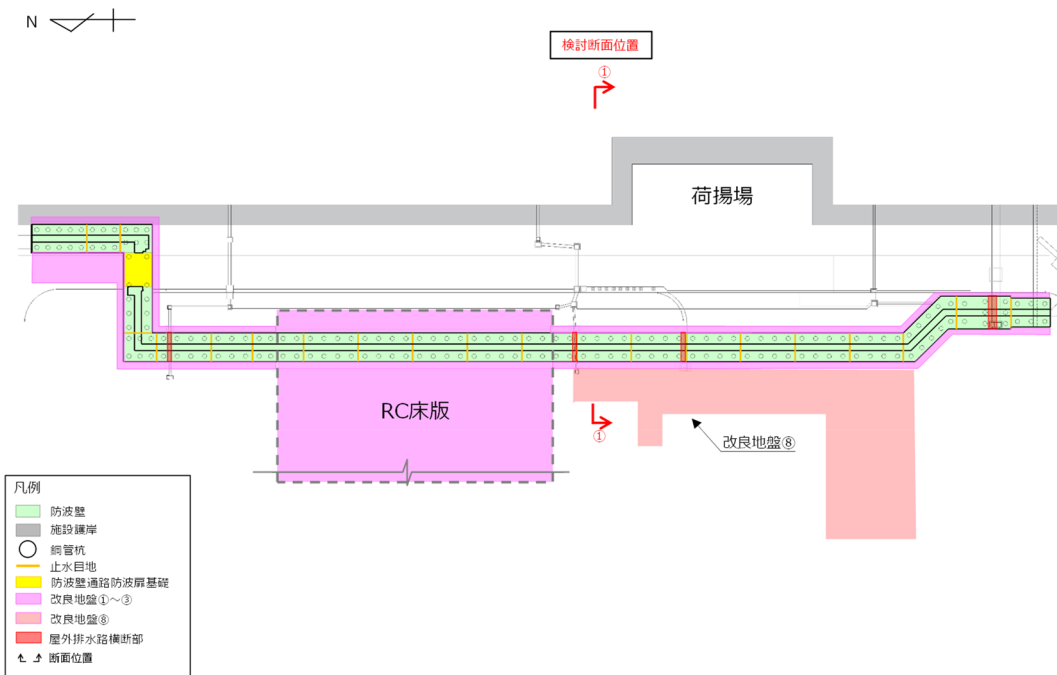 N
検討断面位置
①
荷揚場
RC床版
①
改良地盤⑧
凡例
防波壁
施設護岸
鋼管杭
止水目地
防波壁通路防波扉基礎
改良地盤①~③
改良地盤⑧
屋外排水路横断部
断面位置